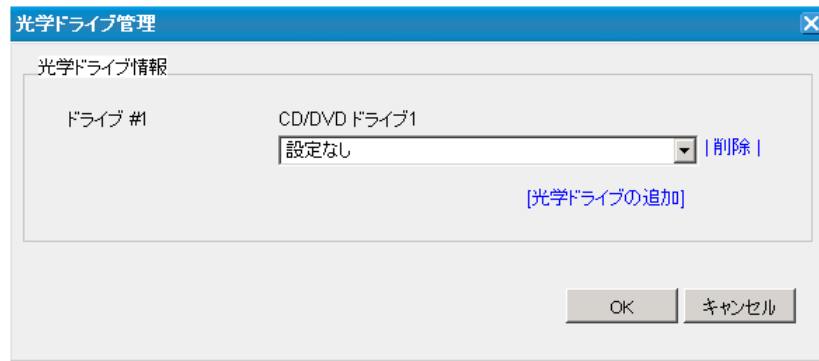 光学ドライブ管理
光学ドライブ情報
ドライブ #1
CD/DVD ドライブ1
設定なし
| 削除 |
[光学ドライブの追加]
OK
キャンセル